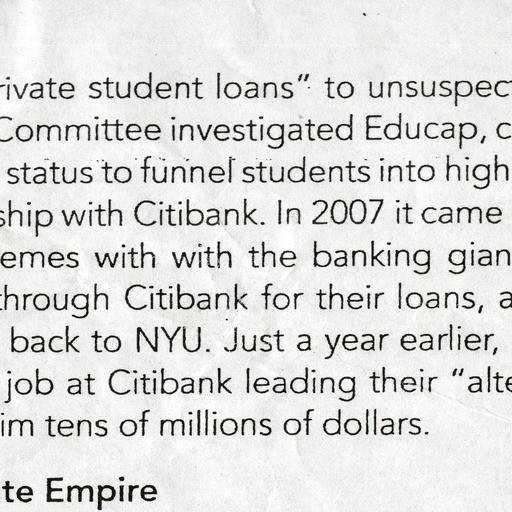 rivate student loans” to unsuspect
Committee investigated Educap, c
status to funnel students into high
ship with Citibank. In 2007 it came
emes with with the banking gian
through Citibank for their loans, a
back to NYU. Just a year earlier,
job at Citibank leading their “alte
im tens of millions of dollars.
te Empire